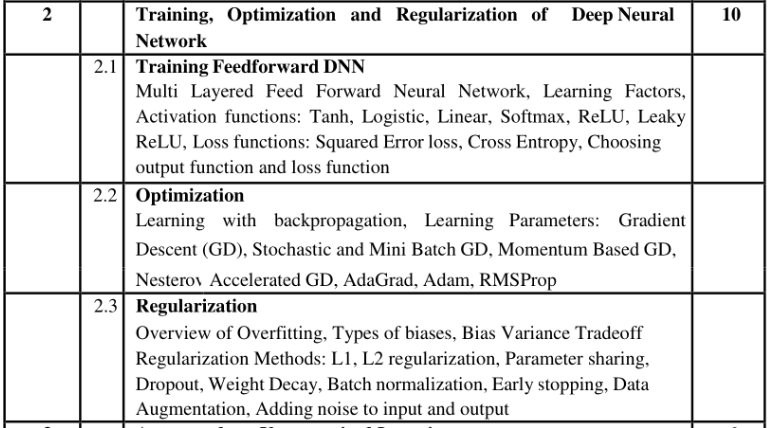 2 Training, Optimization and Regularization of Deep Neural 10
Network
2.1 Training Feedforward DNN
Multi Layered Feed Forward Neural Network, Learning Factors,
Activation functions: Tanh, Logistic, Linear, Softmax, ReLU, Leaky
ReLU, Loss functions: Squared Error loss, Cross Entropy, Choosing
output function and loss function
2.2 Optimization
Learning with backpropagation, Learning Parameters: Gradient
Descent (GD), Stochastic and Mini Batch GD, Momentum Based GD,
Nesterov Accelerated GD, AdaGrad, Adam, RMSProp
2.3 Regularization
Overview of Overfitting, Types of biases, Bias Variance Tradeoff
Regularization Methods: L1, L2 regularization, Parameter sharing,
Dropout, Weight Decay, Batch normalization, Early stopping, Data
Augmentation, Adding noise to input and output